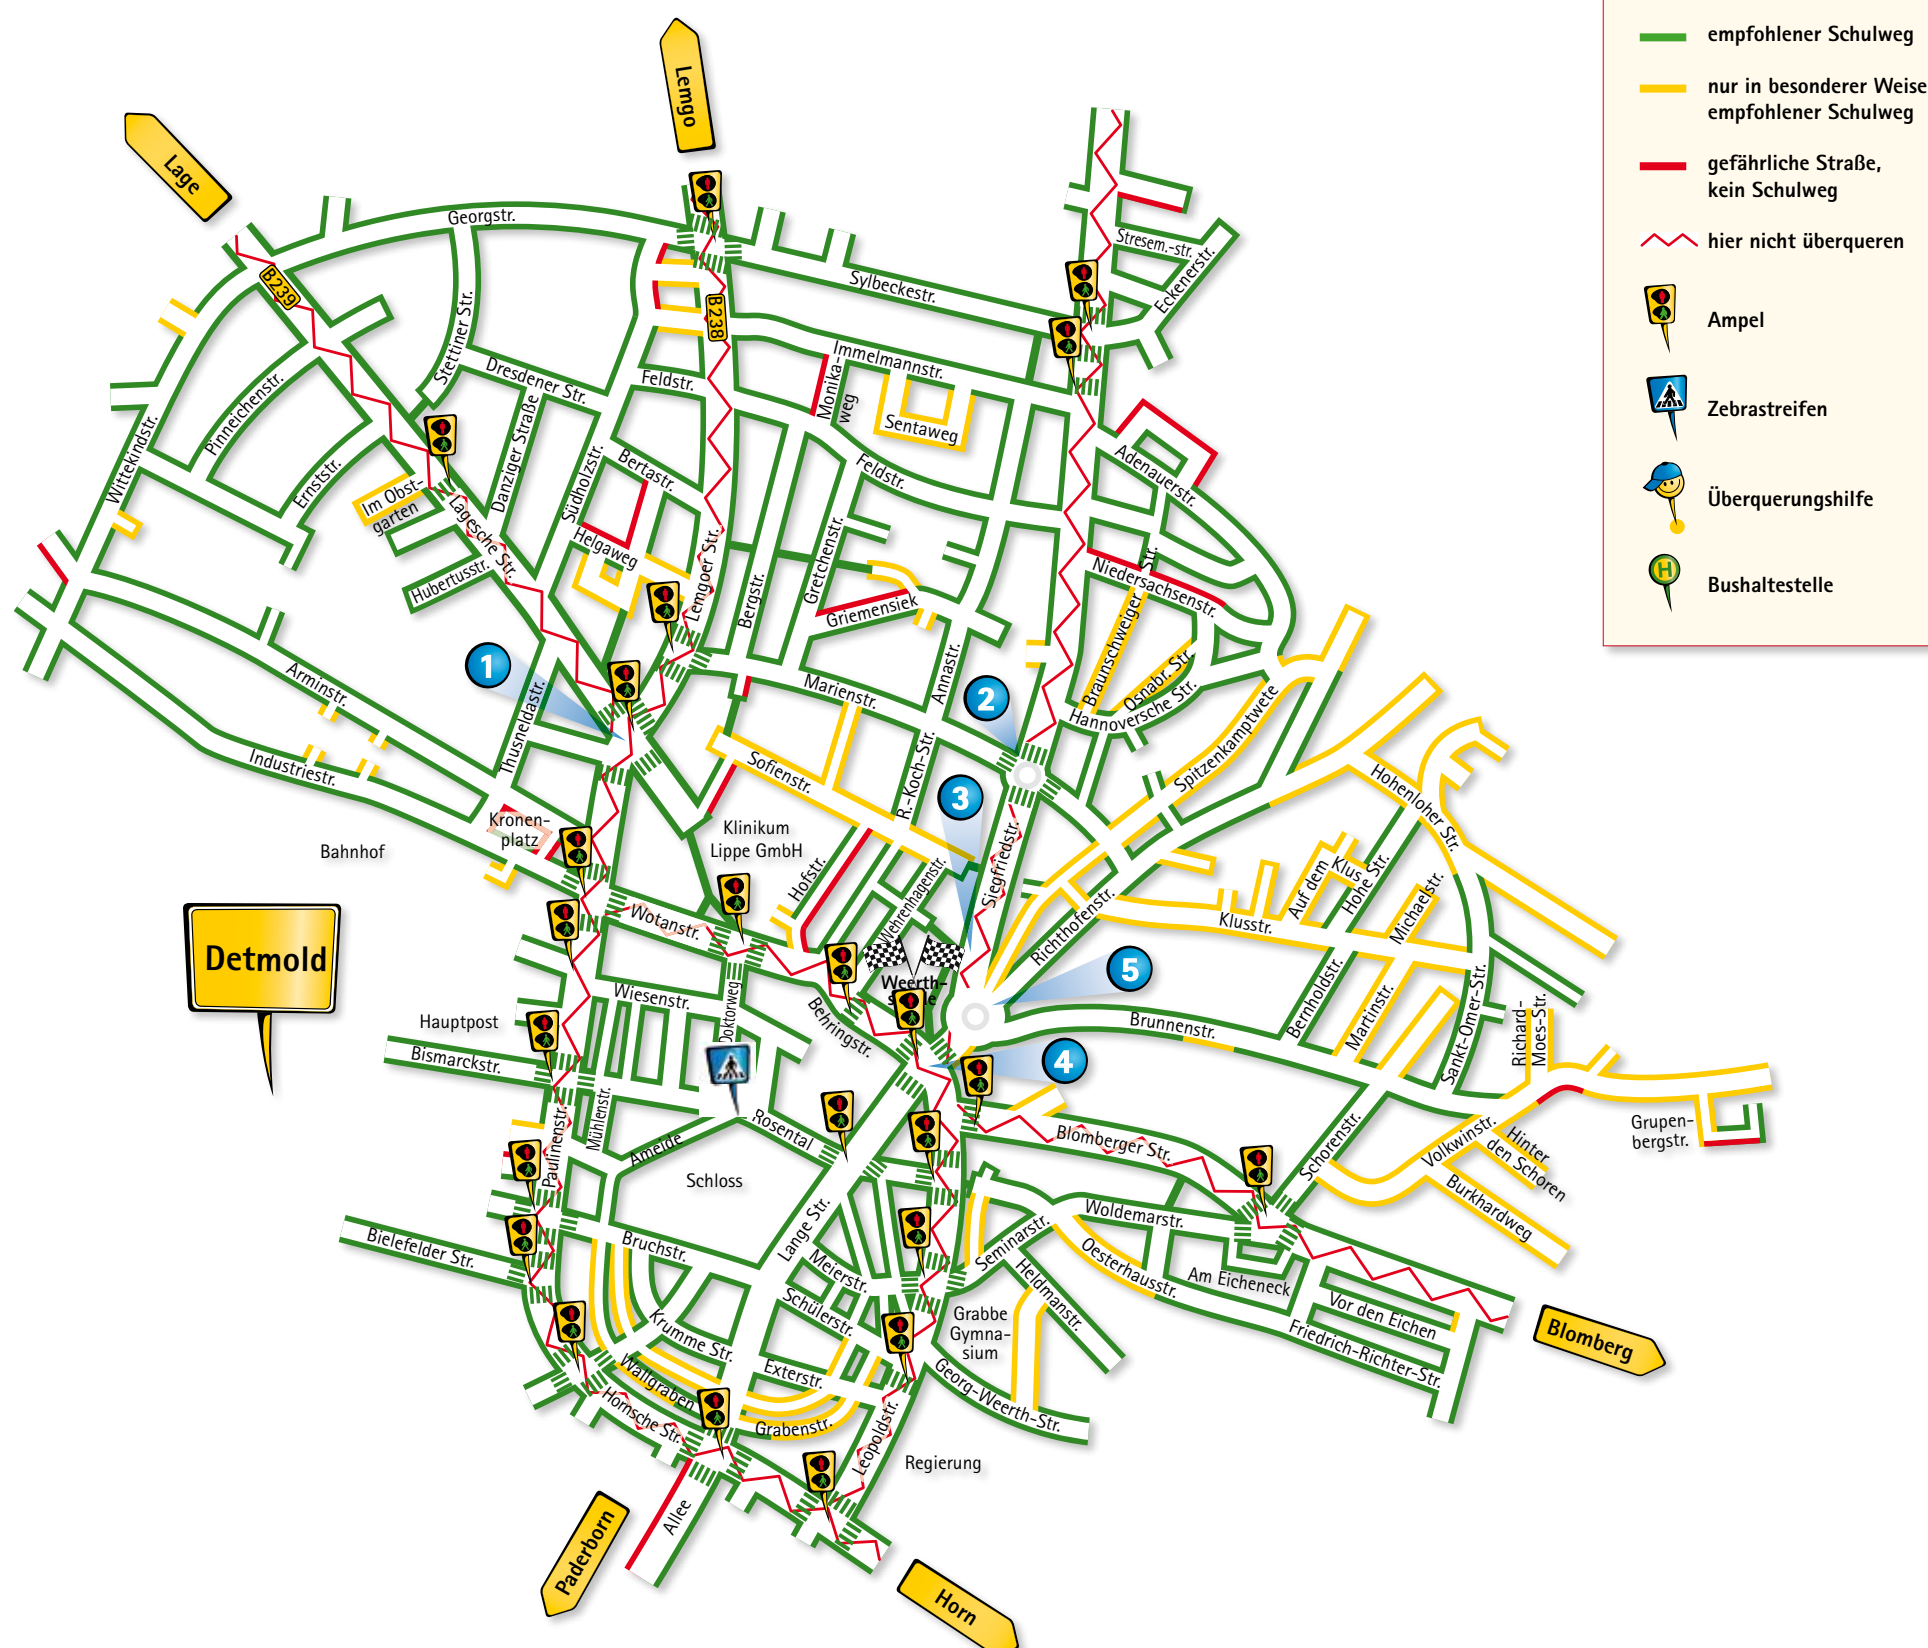 empfohlener Schulweg
nur in besonderer Weise
empfohlener Schulweg
gefährliche Straße,
kein Schulweg
hier nicht überqueren
Ampel
Zebrastreifen
Überquerungshilfe
H
Bushaltestelle
Lemgo
Lage
Georgstr.
B239
B238
Sylbeckestr.
Stresem.-str.
Eckenerstr.
Stettiner Str.
Immelmannstr.
Monika-
weg
Sentaweg
Dresdener Str.
Feldstr.
Pinneichenstr.
Wittekindstr.
Ernststr.
Danziger Straße
Südholzstr.
Bertastr.
Feldstr.
Adenauerstr.
Im Obst-
garten
Lagesche Str.
Helgaweg
Hubertusstr.
Lemgoer Str.
Bergstr.
Gretchenstr.
Griemensiek
Niedersachsenstr.
Braunschweiger Str.
Osnabr. Str.
Hannoversche Str.
Annastr.
Marienstr.
1
2
Arminstr.
Thusneldastr.
Industriestr.
Sofienstr.
R.-Koch-Str.
3
Spitzenkamptwete
Hohenloher Str.
Kronen-
platz
Bahnhof
Klinikum
Lippe GmbH
Hofstr.
Wehrenhagenstr.
Siegfriedstr.
Richthofenstr.
Klusstr.
Auf dem
Klus
Hohe Str.
Michaelstr.
Detmold
Wotanstr.
Weerth-
5
Wiesenstr.
Doktorweg
Behringstr.
Hauptpost
Bismarckstr.
Brunnenstr.
Bernholdstr.
Martinstr.
Sankt-Omer-Str.
Richard-
Moes-Str.
4
Mühlenstr.
Paulinenstr.
Ameide
Rosental
Schloss
Blomberger Str.
Schorenstr.
Volkwinstr.
Hinter
den Schoren
Burkhardweg
Grupen-
bergstr.
Bielefelder Str.
Bruchstr.
Lange Str.
Meierstr.
Schülerstr.
Seminarstr.
Woldemarstr.
Oesterhausstr.
Am Eicheneck
Heldmanstr.
Vor den Eichen
Friedrich-Richter-Str.
Blomberg
Krumme Str.
Wallgraben
Exterstr.
Grabenstr.
Grabbe
Gymna-
sium
Georg-Weerth-Str.
Hornsche Str.
Leopoldstr.
Regierung
Allee
Paderborn
Horn